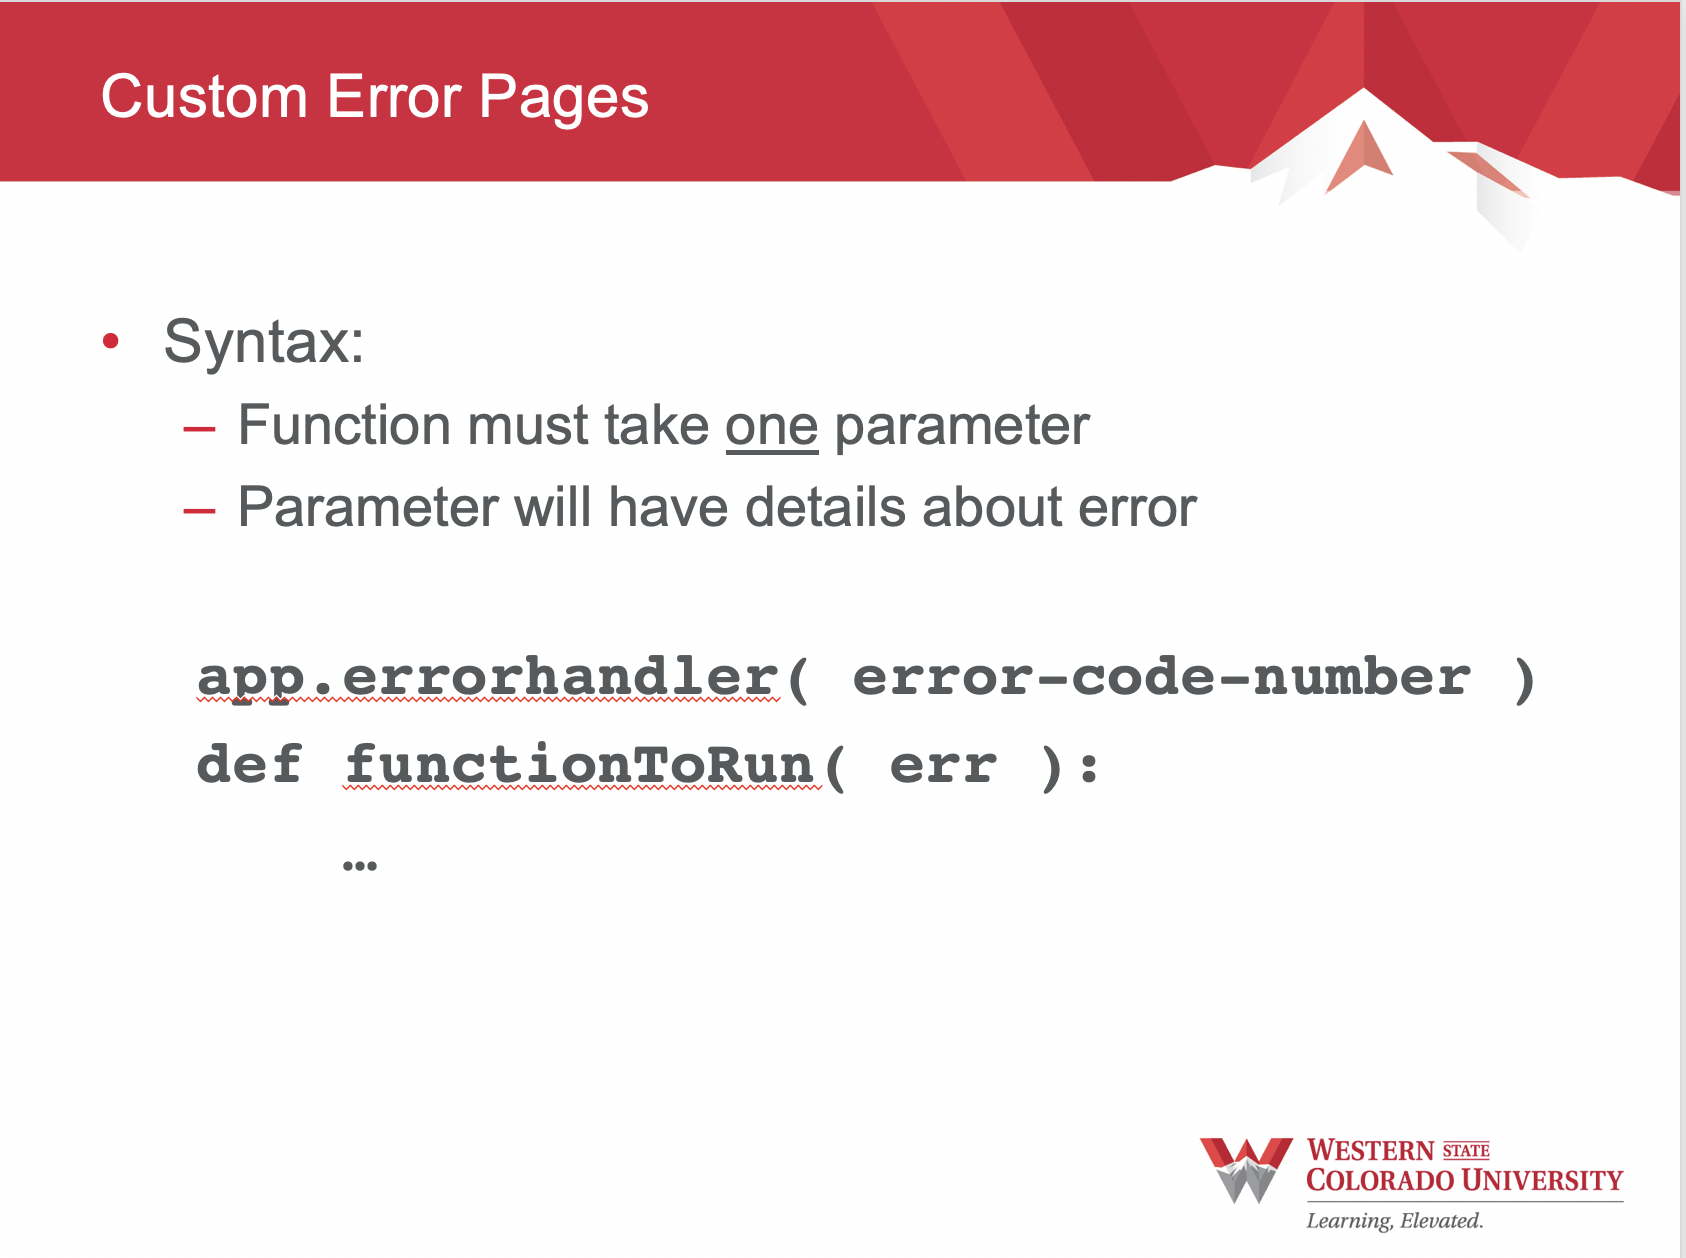 Custom Error Pages
• Syntax:
– Function must take one parameter
– Parameter will have details about error
app.errorhandler( error-code-number )
def functionToRun( err ):
…
WESTERN STATE
COLORADO UNIVERSITY
Learning, Elevated.